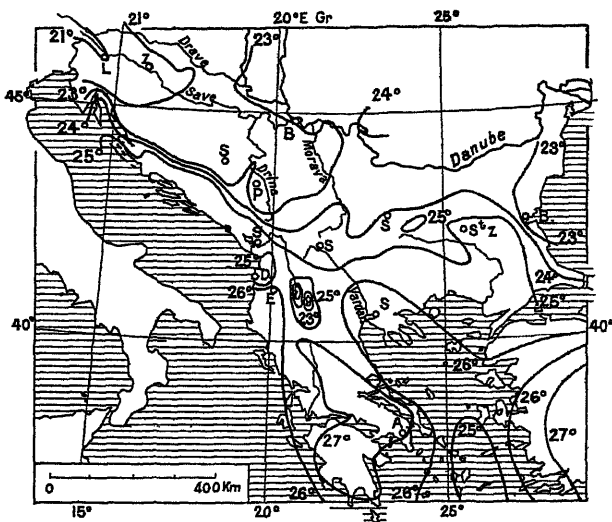 21° 20°E Gr 25°
21° 23°
Drave
L Z
Save
24°
45° 23° 45°
24° B Danube 23°
Morava
25° S Drina
P
25° S B
S S St Z 23°
24°
25° D 25°
26° E 25° S
23° Vardar
40° 40°
26°
26°
25°
27° A 27°
0 400 Km 26° 26°
15° 20° 25°